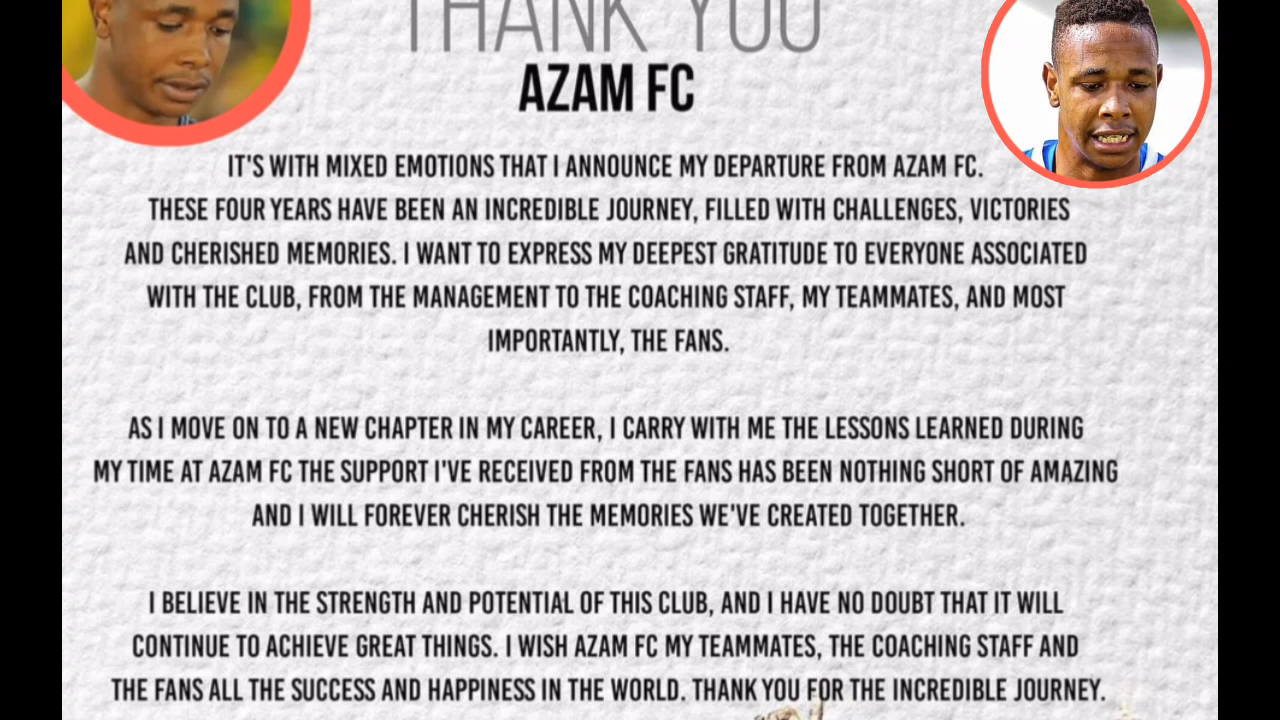 THANK YOU
AZAM FC
IT'S WITH MIXED EMOTIONS THAT I ANNOUNCE MY DEPARTURE FROM AZAM FC.
THESE FOUR YEARS HAVE BEEN AN INCREDIBLE JOURNEY, FILLED WITH CHALLENGES, VICTORIES
AND CHERISHED MEMORIES. I WANT TO EXPRESS MY DEEPEST GRATITUDE TO EVERYONE ASSOCIATED
WITH THE CLUB, FROM THE MANAGEMENT TO THE COACHING STAFF, MY TEAMMATES, AND MOST
IMPORTANTLY, THE FANS.
AS I MOVE ON TO A NEW CHAPTER IN MY CAREER, I CARRY WITH ME THE LESSONS LEARNED DURING
MY TIME AT AZAM FC THE SUPPORT I'VE RECEIVED FROM THE FANS HAS BEEN NOTHING SHORT OF AMAZING
AND I WILL FOREVER CHERISH THE MEMORIES WE'VE CREATED TOGETHER.
I BELIEVE IN THE STRENGTH AND POTENTIAL OF THIS CLUB, AND I HAVE NO DOUBT THAT IT WILL
CONTINUE TO ACHIEVE GREAT THINGS. I WISH AZAM FC MY TEAMMATES, THE COACHING STAFF AND
THE FANS ALL THE SUCCESS AND HAPPINESS IN THE WORLD. THANK YOU FOR THE INCREDIBLE JOURNEY.